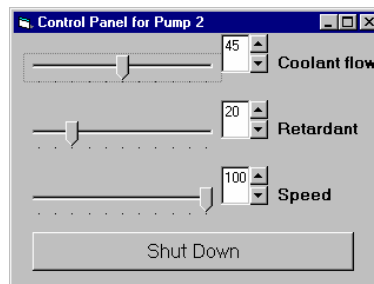 Control Panel for Pump 2
45
Coolant flow
20
Retardant
100
Speed
Shut Down